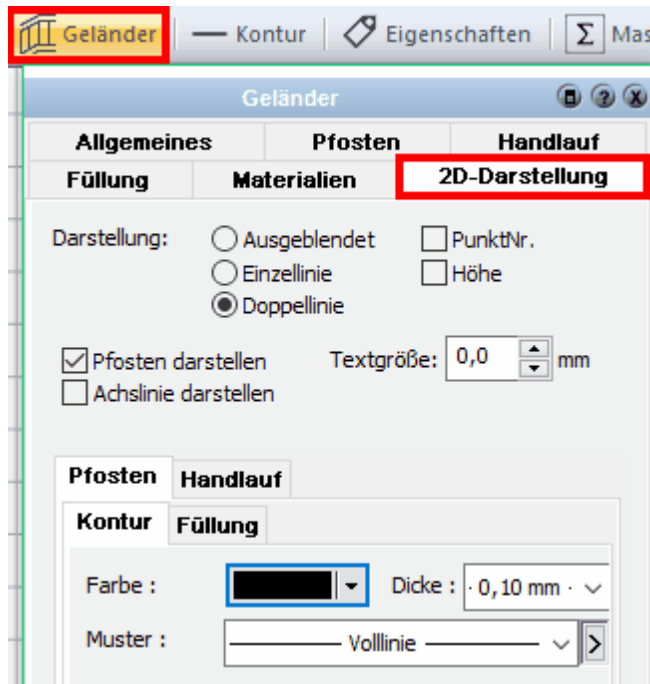 Geländer Kontur Eigenschaften Σ Mas
Geländer
Allgemeines Pfosten Handlauf
Füllung Materialien 2D-Darstellung
Darstellung: Ausgeblendet PunktNr.
Einzellinie Höhe
Doppellinie
Pfosten darstellen Textgröße: 0,0 mm
Achslinie darstellen
Pfosten Handlauf
Kontur Füllung
Farbe : Dicke : · 0,10 mm ·
Muster : Volllinie >